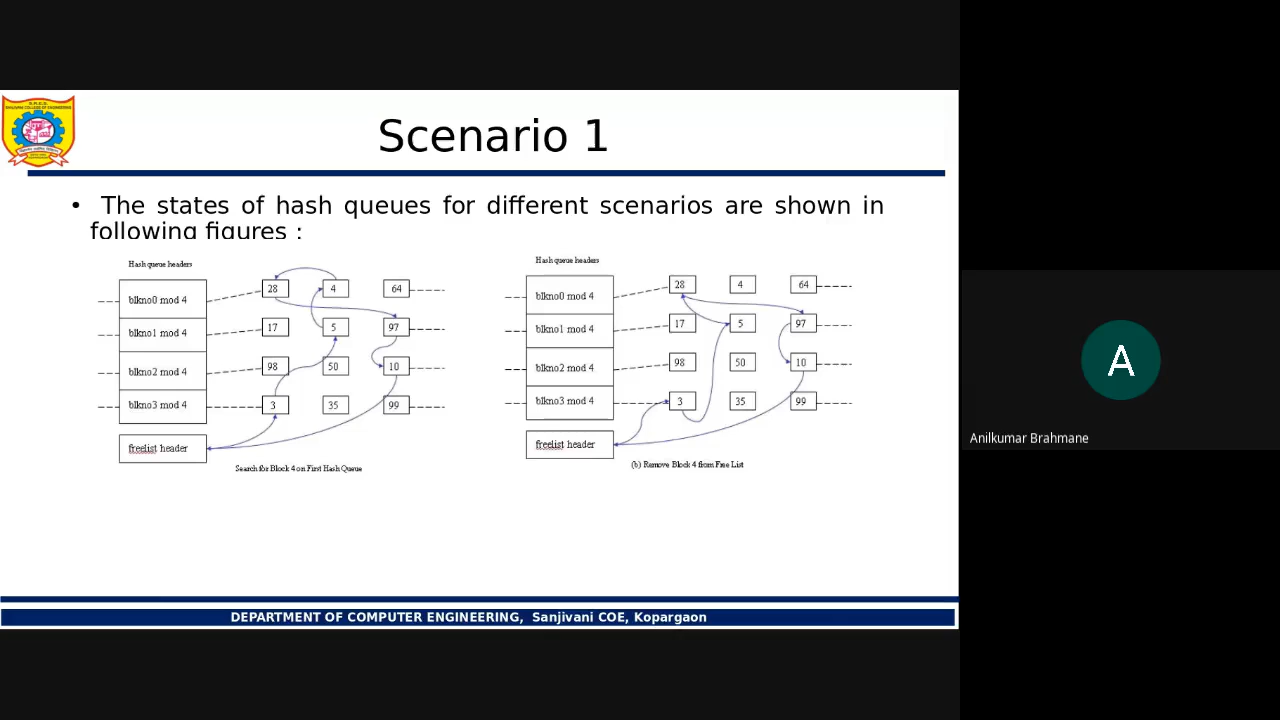 Scenario 1
• The states of hash queues for different scenarios are shown in
following figures :
Hash queue headers
blkno0 mod 4
28
4
64
blkno1 mod 4
17
5
97
blkno2 mod 4
98
50
10
blkno3 mod 4
3
35
99
freelist header
Search for Block 4 on First Hash Queue
Hash queue headers
blkno0 mod 4
28
4
64
blkno1 mod 4
17
5
97
blkno2 mod 4
98
50
10
blkno3 mod 4
3
35
99
freelist header
(b) Remove Block 4 from Free List
DEPARTMENT OF COMPUTER ENGINEERING, Sanjivani COE, Kopargaon
A
Anilkumar Brahmane